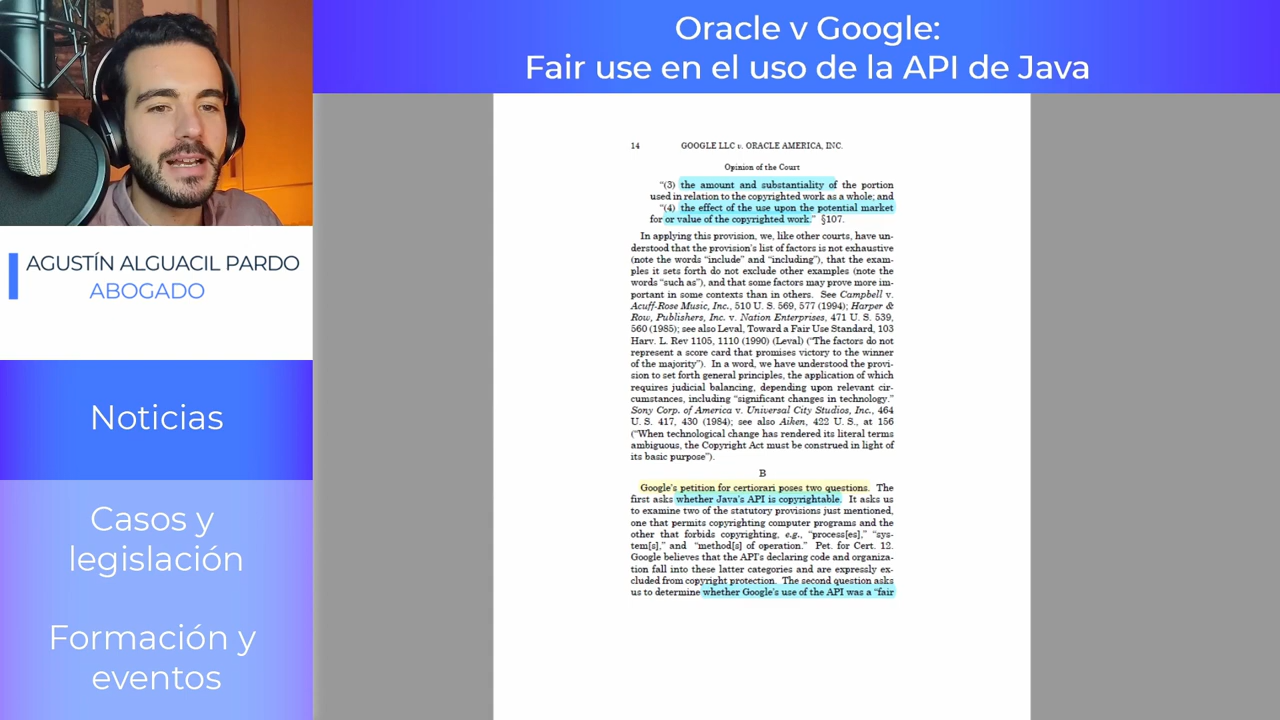 Oracle v Google:
Fair use en el uso de la API de Java
AGUSTÍN ALGUACIL PARDO
ABOGADO
Noticias
Casos y
legislación
Formación y
eventos
14 GOOGLE LLC v. ORACLE AMERICA, INC.
Opinion of the Court
“(3) the amount and substantiality of the portion
used in relation to the copyrighted work as a whole; and
“(4) the effect of the use upon the potential market
for or value of the copyrighted work.” §107.
In applying this provision, we, like other courts, have un-
derstood that the provision’s list of factors is not exhaustive
(note the words “include” and “including”), that the exam-
ples it sets forth do not exclude other examples (note the
words “such as”), and that some factors may prove more im-
portant in some contexts than in others. See Campbell v.
Acuff-Rose Music, Inc., 510 U. S. 569, 577 (1994); Harper &
Row, Publishers, Inc. v. Nation Enterprises, 471 U. S. 539,
560 (1985); see also Leval, Toward a Fair Use Standard, 103
Harv. L. Rev 1105, 1110 (1990) (Leval) (“The factors do not
represent a score card that promises victory to the winner
of the majority”). In a word, we have understood the provi-
sion to set forth general principles, the application of which
requires judicial balancing, depending upon relevant cir-
cumstances, including “significant changes in technology.”
Sony Corp. of America v. Universal City Studios, Inc., 464
U. S. 417, 430 (1984); see also Aiken, 422 U. S., at 156
(“When technological change has rendered its literal terms
ambiguous, the Copyright Act must be construed in light of
its basic purpose”).
B
Google’s petition for certiorari poses two questions. The
first asks whether Java’s API is copyrightable. It asks us
to examine two of the statutory provisions just mentioned,
one that permits copyrighting computer programs and the
other that forbids copyrighting, e.g., “process[es],” “sys-
tem[s],” and “method[s] of operation.” Pet. for Cert. 12.
Google believes that the API’s declaring code and organiza-
tion fall into these latter categories and are expressly ex-
cluded from copyright protection. The second question asks
us to determine whether Google’s use of the API was a “fair